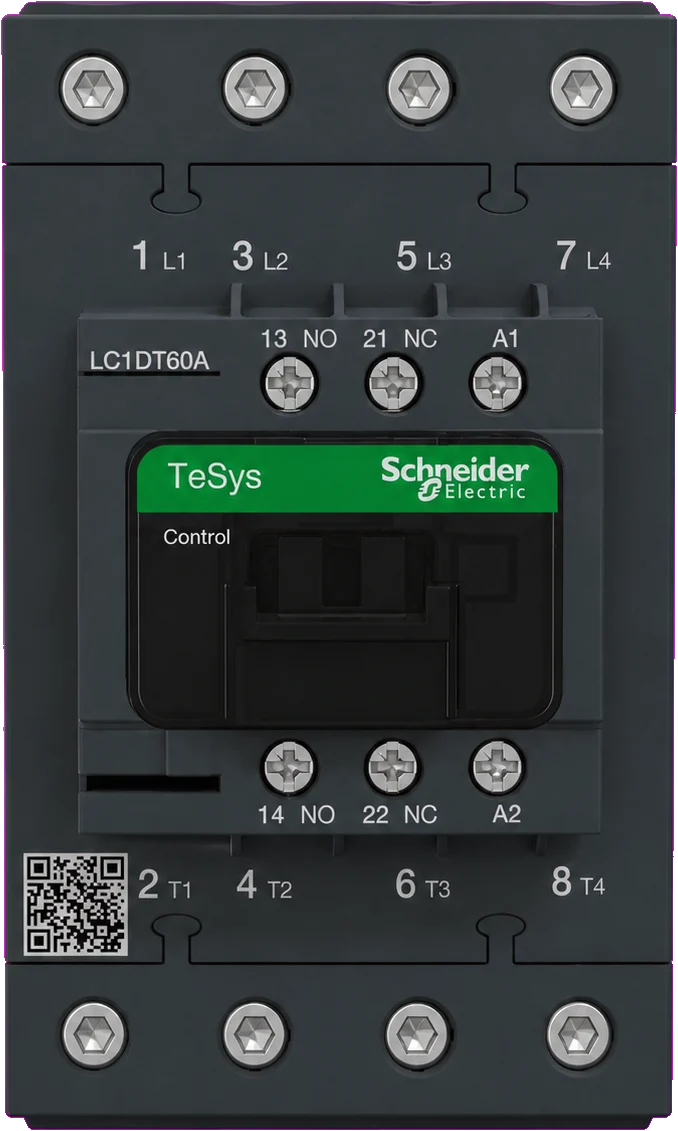 1 L1 3 L2 5 L3 7 L4
13 NO 21 NC A1
LC1DT60A
TeSys Schneider
Electric
Control
14 NO 22 NC A2
2 T1 4 T2 6 T3 8 T4